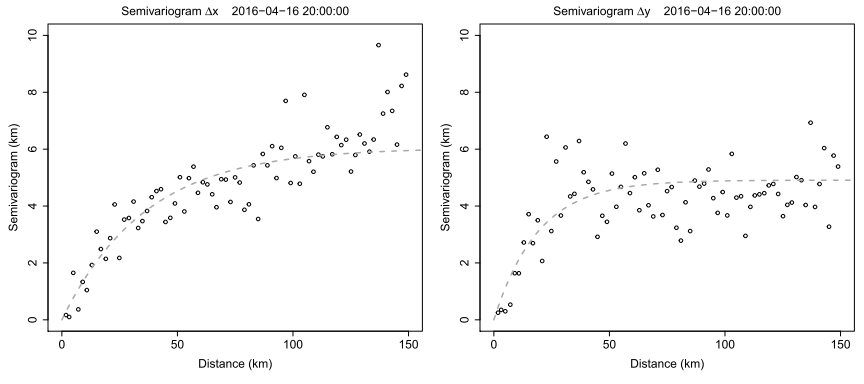 Semivariogram Δx 2016−04−16 20:00:00
Semivariogram (km)
10
8
6
4
2
0
0 50 100 150
Distance (km)
Semivariogram Δy 2016−04−16 20:00:00
Semivariogram (km)
10
8
6
4
2
0
0 50 100 150
Distance (km)